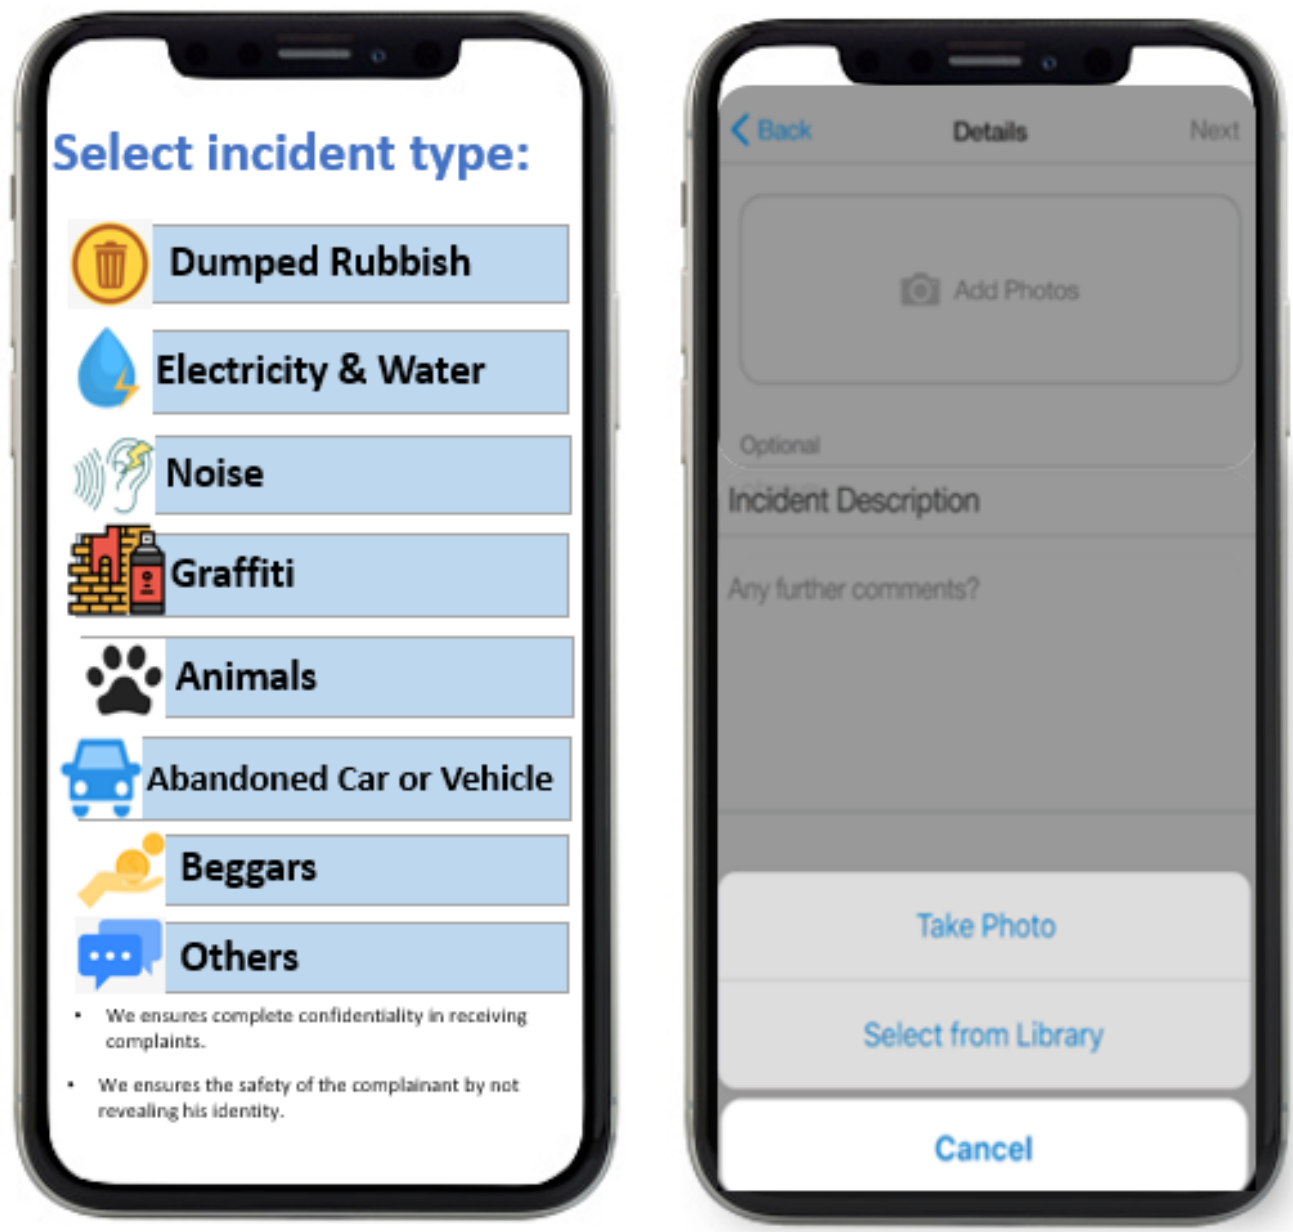 Select incident type:
Dumped Rubbish
Electricity & Water
Noise
Graffiti
Animals
Abandoned Car or Vehicle
Beggars
Others
• We ensures complete confidentiality in receiving
complaints.
• We ensures the safety of the complainant by not
revealing his identity.
Back Details Next
Add Photos
Optional
Incident Description
Any further comments?
Take Photo
Select from Library
Cancel